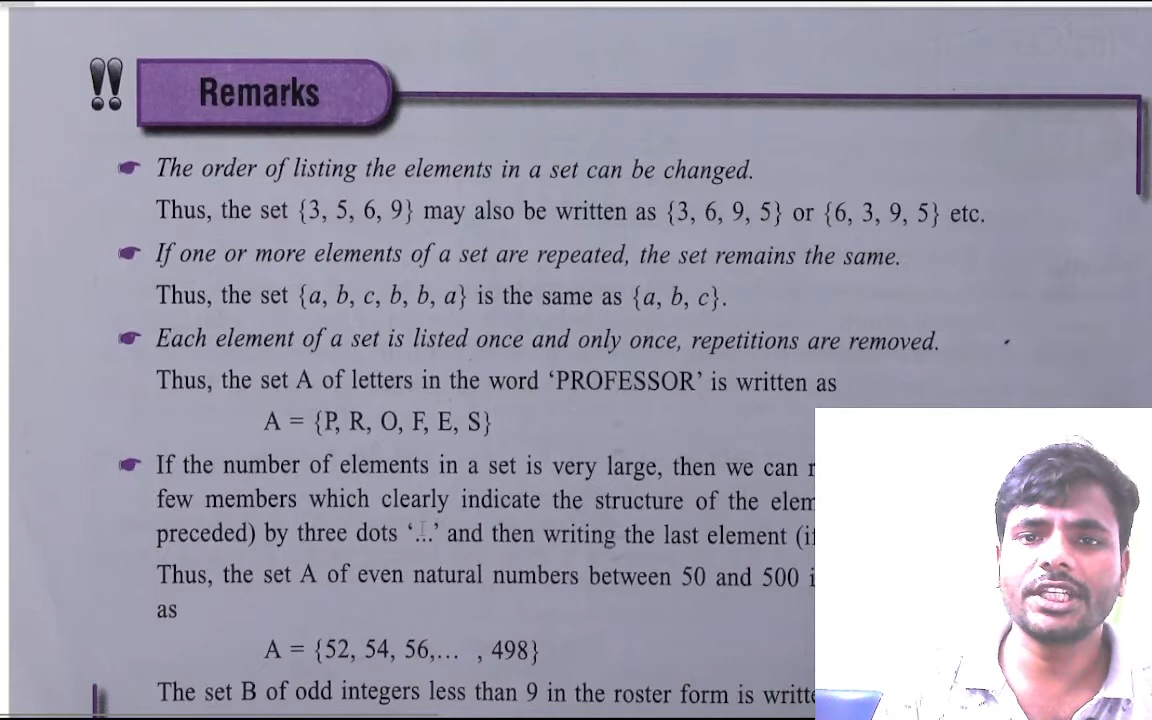 Remarks
The order of listing the elements in a set can be changed.
Thus, the set {3, 5, 6, 9} may also be written as {3, 6, 9, 5} or {6, 3, 9, 5} etc.
If one or more elements of a set are repeated, the set remains the same.
Thus, the set {a, b, c, b, b, a} is the same as {a, b, c}.
Each element of a set is listed once and only once, repetitions are removed.
Thus, the set A of letters in the word ‘PROFESSOR’ is written as
A = {P, R, O, F, E, S}
If the number of elements in a set is very large, then we can
few members which clearly indicate the structure of the
preceded) by three dots ‘...’ and then writing the last element
Thus, the set A of even natural numbers between 50 and 500
as
A = {52, 54, 56,... , 498}
The set B of odd integers less than 9 in the roster form is